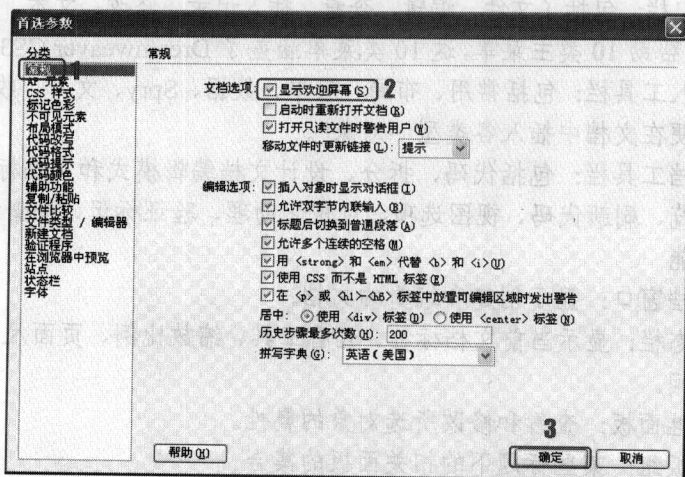 首选参数
分类
常规
常规
1
AP 元素
CSS 样式
标记色彩
不可见元素
布局模式
代码改写
代码格式
代码提示
代码颜色
辅助功能
复制/粘贴
文件比较
文件类型 / 编辑器
新建文档
验证程序
在浏览器中预览
站点
状态栏
字体
文档选项:
显示欢迎屏幕(S)
2
启动时重新打开文档(R)
打开只读文件时警告用户(W)
移动文件时更新链接(L): 提示
编辑选项:
插入对象时显示对话框(I)
允许双字节内联输入(B)
标题后切换到普通段落(A)
允许多个连续的空格(M)
用 <strong> 和 <em> 代替 <b> 和 <i>(U)
使用 CSS 而不是 HTML 标签(E)
在 <p> 或 <h1>-<h6> 标签中放置可编辑区域时发出警告
居中: 使用 <div> 标签(D) 使用 <center> 标签(N)
历史步骤最多次数(H): 200
拼写字典(G): 英语(美国)
3
帮助(H)
确定
取消